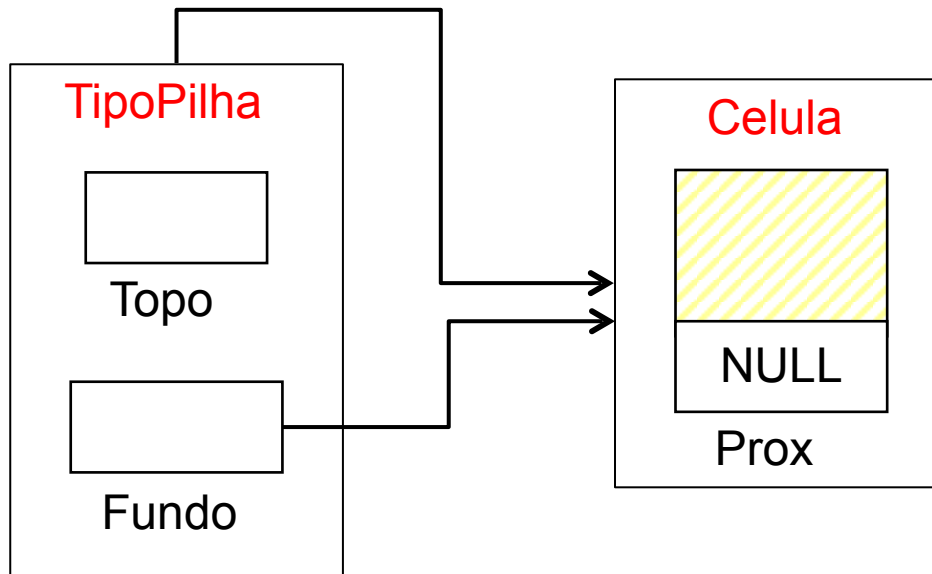 TipoPilha
Topo
Fundo
Celula
NULL
Prox